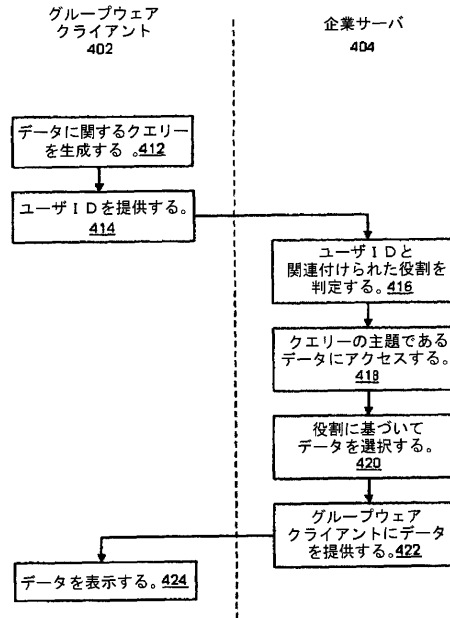 グループウェア
クライアント
402
企業サーバ
404
データに関するクエリー
を生成する 。412
ユーザIDを提供する。
414
ユーザIDと
関連付けられた役割を
判定する。416
クエリーの主題である
データにアクセスする。
418
役割に基づいて
データを選択する。
420
グループウェア
クライアントにデータ
を提供する。422
データを表示する。424